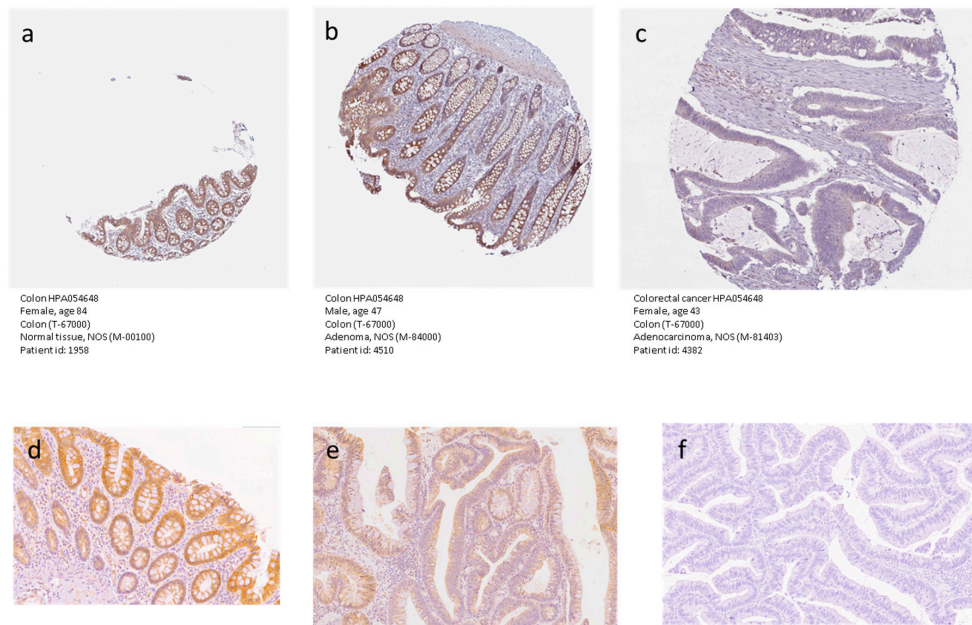 a
b
c
Colon HPA054648
Female, age 84
Colon (T-67000)
Normal tissue, NOS (M-00100)
Patient id: 1958
Colon HPA054648
Male, age 47
Colon (T-67000)
Adenoma, NOS (M-84000)
Patient id: 4510
Colorectal cancer HPA054648
Female, age 43
Colon (T-67000)
Adenocarcinoma, NOS (M-81403)
Patient id: 4382
d
e
f